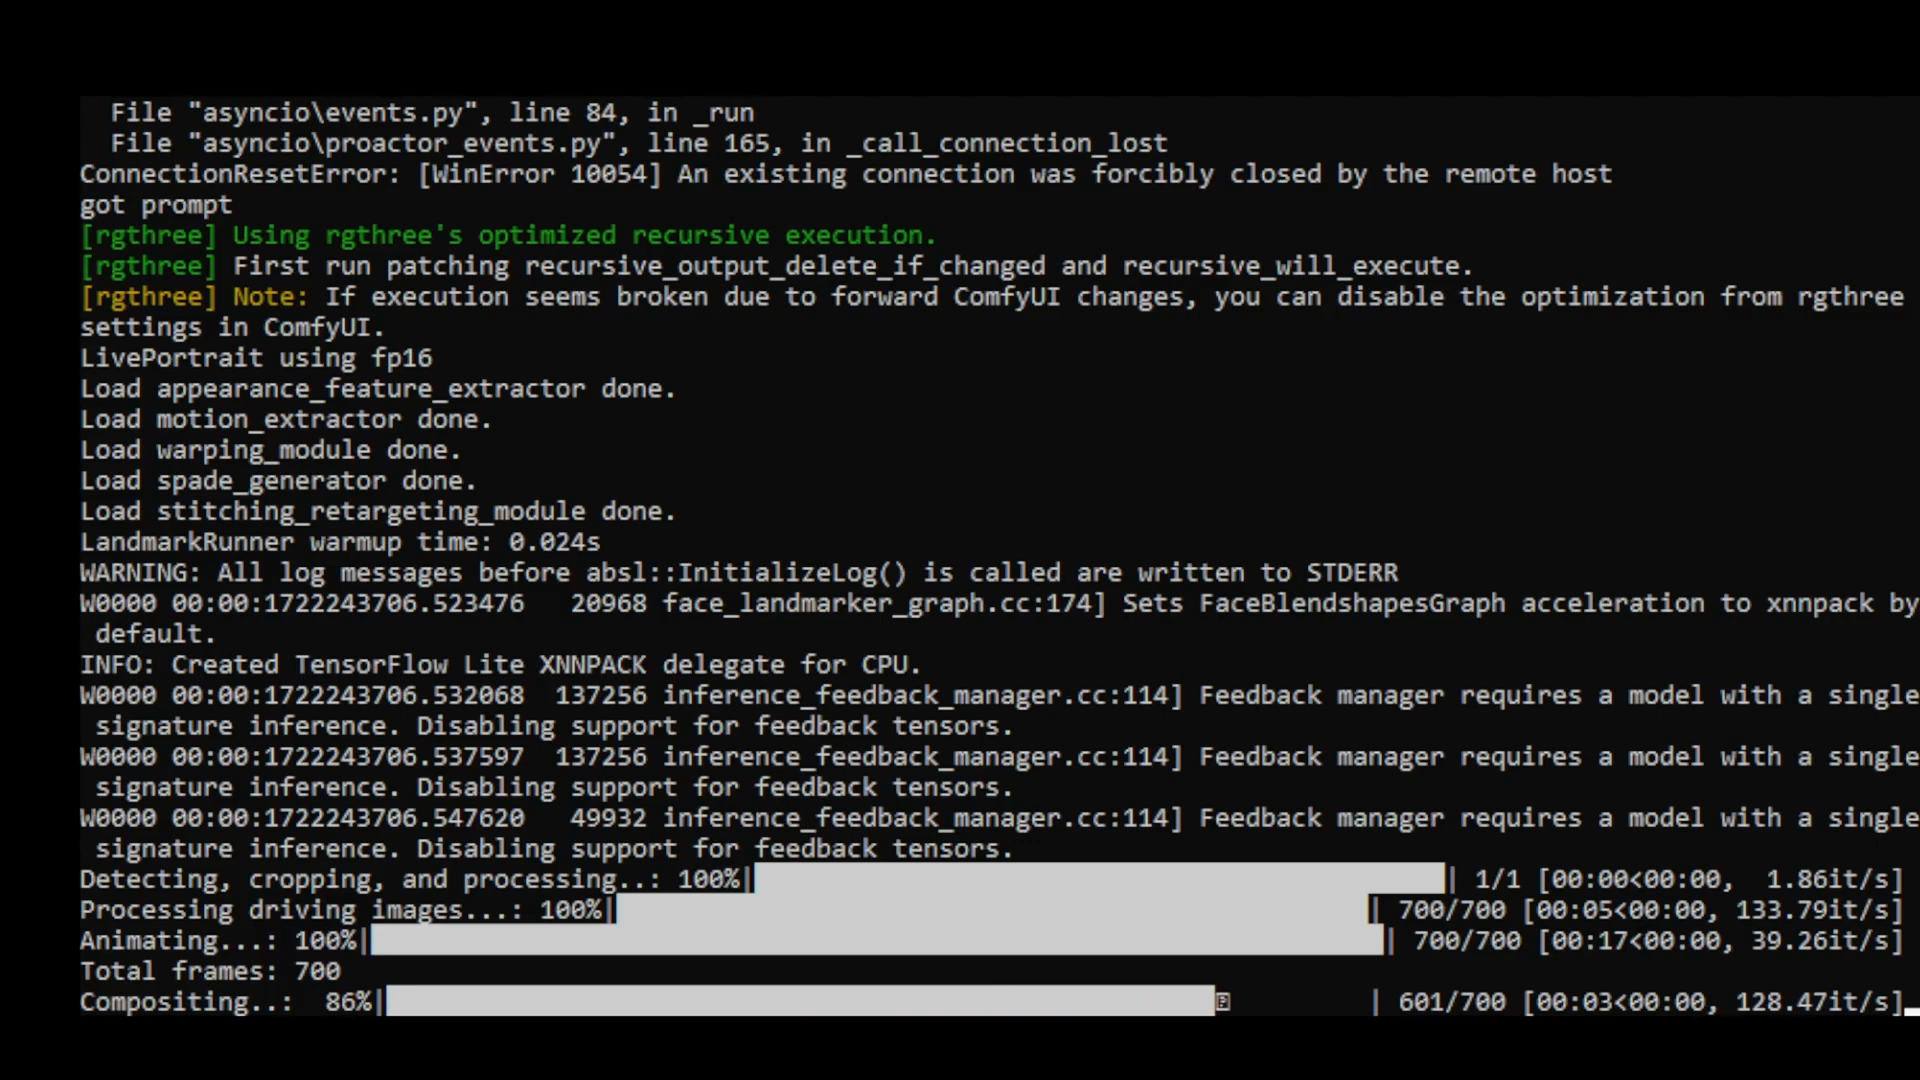 File "asyncio\events.py", line 84, in _run
File "asyncio\proactor_events.py", line 165, in _call_connection_lost
ConnectionResetError: [WinError 10054] An existing connection was forcibly closed by the remote host
got prompt
[rgthree] Using rgthree's optimized recursive execution.
[rgthree] First run patching recursive_output_delete_if_changed and recursive_will_execute.
[rgthree] Note: If execution seems broken due to forward ComfyUI changes, you can disable the optimization from rgthree
settings in ComfyUI.
LivePortrait using fp16
Load appearance_feature_extractor done.
Load motion_extractor done.
Load warping_module done.
Load spade_generator done.
Load stitching_retargeting_module done.
LandmarkRunner warmup time: 0.024s
WARNING: All log messages before absl::InitializeLog() is called are written to STDERR
W0000 00:00:1722243706.523476   20968 face_landmarker_graph.cc:174] Sets FaceBlendshapesGraph acceleration to xnnpack by
default.
INFO: Created TensorFlow Lite XNNPACK delegate for CPU.
W0000 00:00:1722243706.532068  137256 inference_feedback_manager.cc:114] Feedback manager requires a model with a single
signature inference. Disabling support for feedback tensors.
W0000 00:00:1722243706.537597  137256 inference_feedback_manager.cc:114] Feedback manager requires a model with a single
signature inference. Disabling support for feedback tensors.
W0000 00:00:1722243706.547620   49932 inference_feedback_manager.cc:114] Feedback manager requires a model with a single
signature inference. Disabling support for feedback tensors.
Detecting, cropping, and processing..: 100%| | 1/1 [00:00<00:00,  1.86it/s]
Processing driving images...: 100%| | 700/700 [00:05<00:00, 133.79it/s]
Animating...: 100%| | 700/700 [00:17<00:00, 39.26it/s]
Total frames: 700
Compositing..:  86%| | 601/700 [00:03<00:00, 128.47it/s]